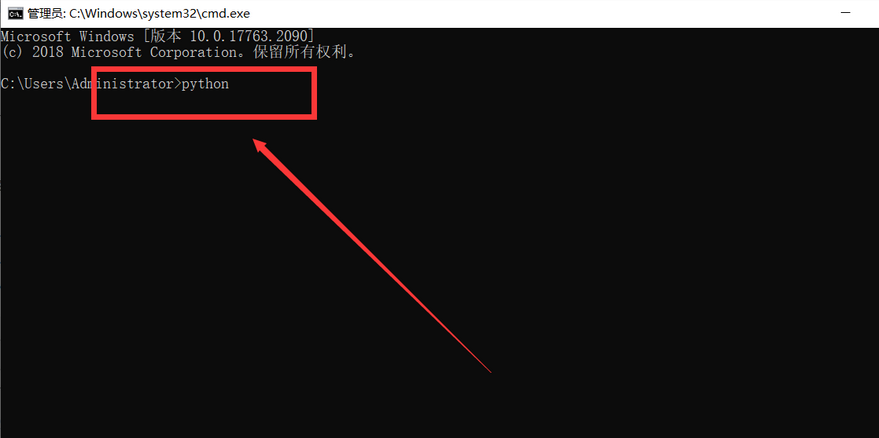 管理员: C:\Windows\system32\cmd.exe
Microsoft Windows [版本 10.0.17763.2090]
(c) 2018 Microsoft Corporation。保留所有权利。
C:\Users\Administrator>python